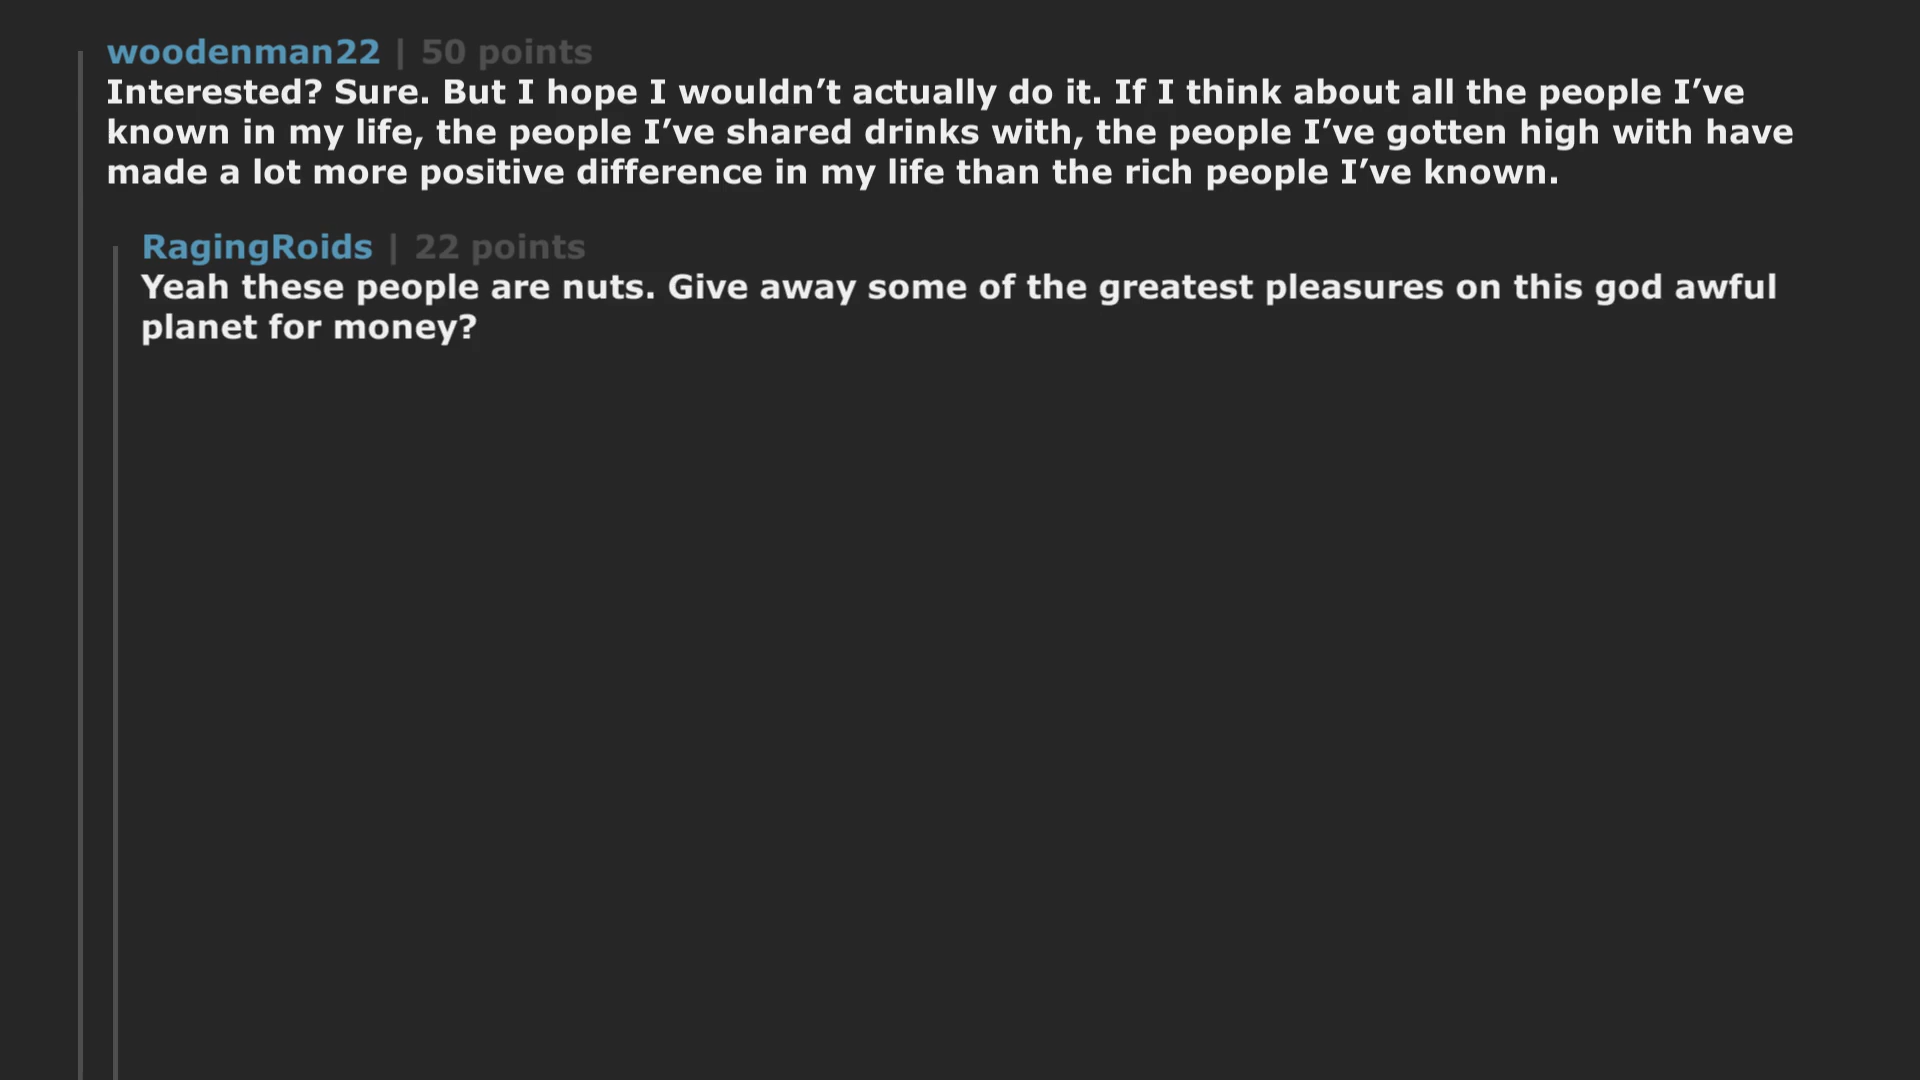 woodenman22 | 50 points
Interested? Sure. But I hope I wouldn’t actually do it. If I think about all the people I’ve
known in my life, the people I’ve shared drinks with, the people I’ve gotten high with have
made a lot more positive difference in my life than the rich people I’ve known.
RagingRoids | 22 points
Yeah these people are nuts. Give away some of the greatest pleasures on this god awful
planet for money?